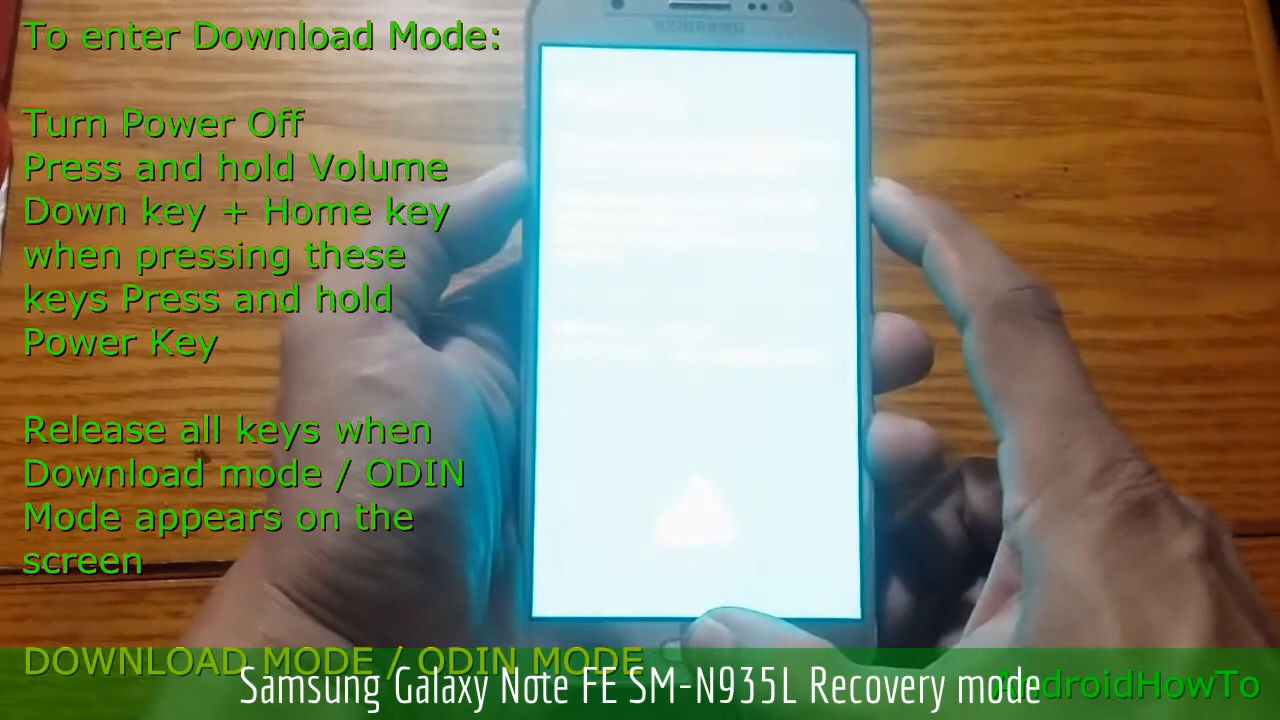 To enter Download Mode:
Turn Power Off
Press and hold Volume
Down key + Home key
when pressing these
keys Press and hold
Power Key
Release all keys when
Download mode / ODIN
Mode appears on the
screen
DOWNLOAD MODE / ODIN MODE
Samsung Galaxy Note FE SM-N935L Recovery mode
AndroidHowTo
SAMSUNG